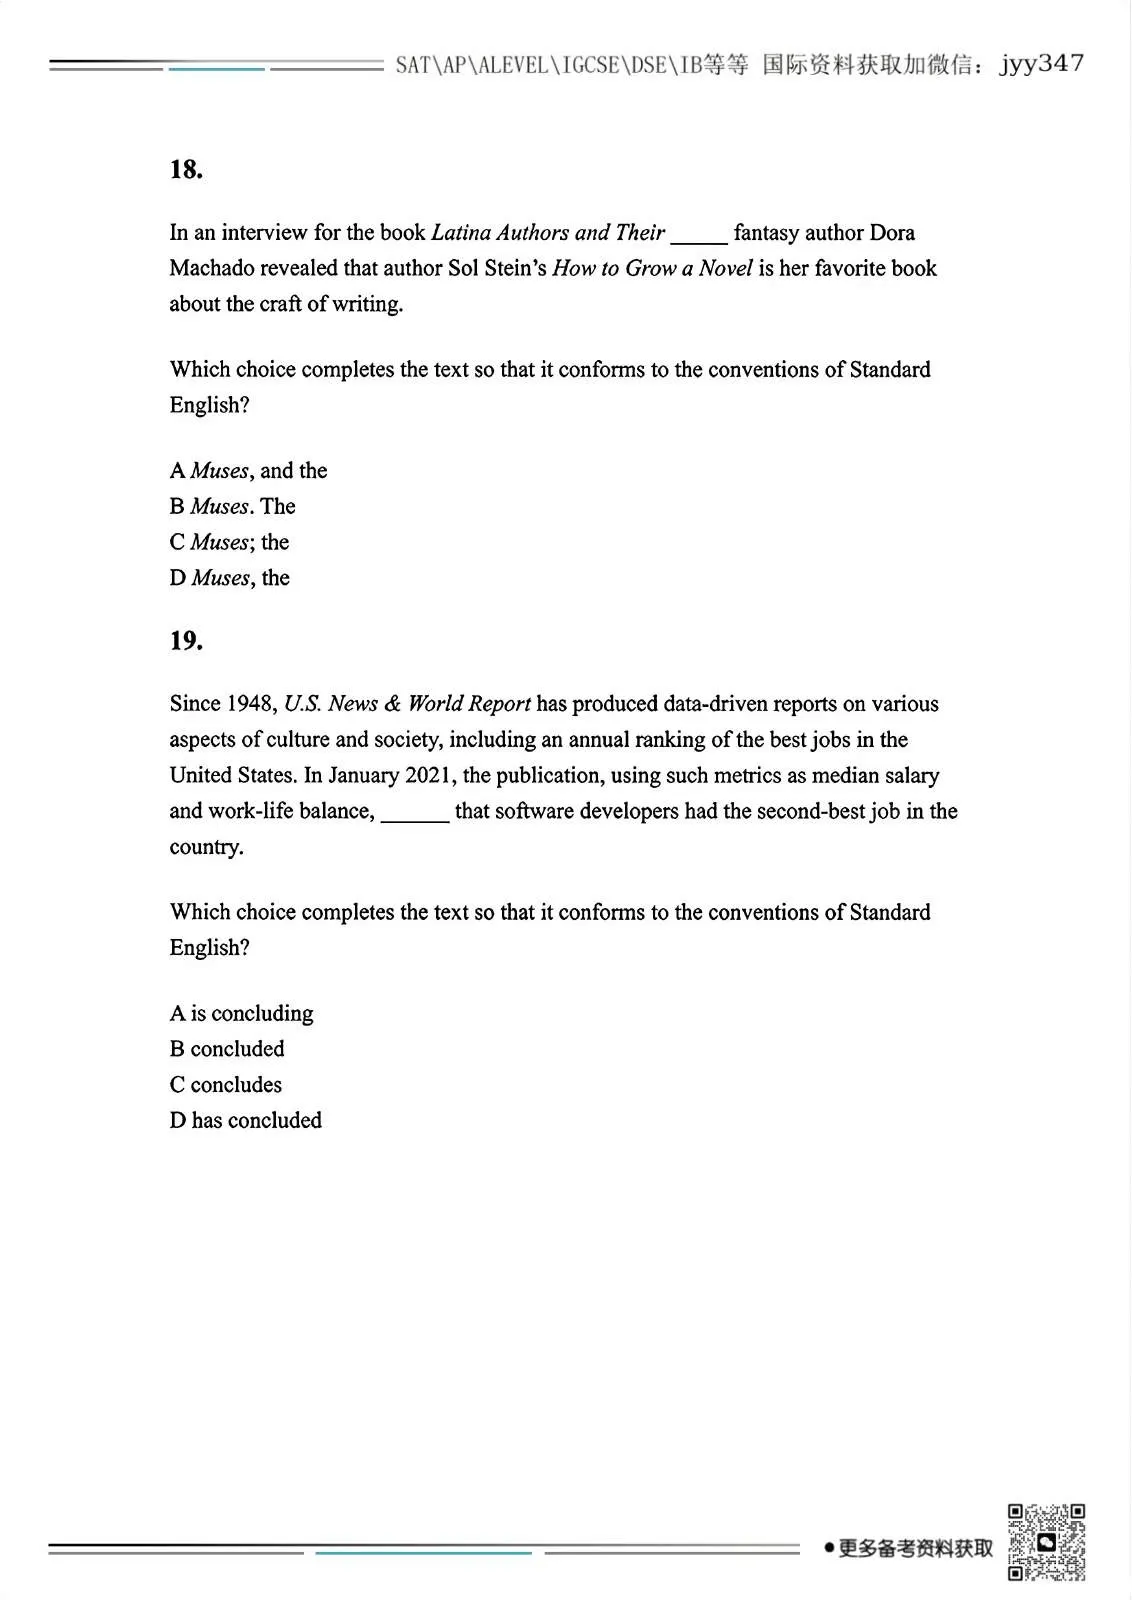 SAT\AP\ALEVEL\IGCSE\DSE\IB等等 国际资料获取加微信：jyy347
18.
In an interview for the book Latina Authors and Their _____ fantasy author Dora
Machado revealed that author Sol Stein’s How to Grow a Novel is her favorite book
about the craft of writing.
Which choice completes the text so that it conforms to the conventions of Standard
English?
A Muses, and the
B Muses. The
C Muses; the
D Muses, the
19.
Since 1948, U.S. News & World Report has produced data-driven reports on various
aspects of culture and society, including an annual ranking of the best jobs in the
United States. In January 2021, the publication, using such metrics as median salary
and work-life balance, ______ that software developers had the second-best job in the
country.
Which choice completes the text so that it conforms to the conventions of Standard
English?
A is concluding
B concluded
C concludes
D has concluded
●更多备考资料获取